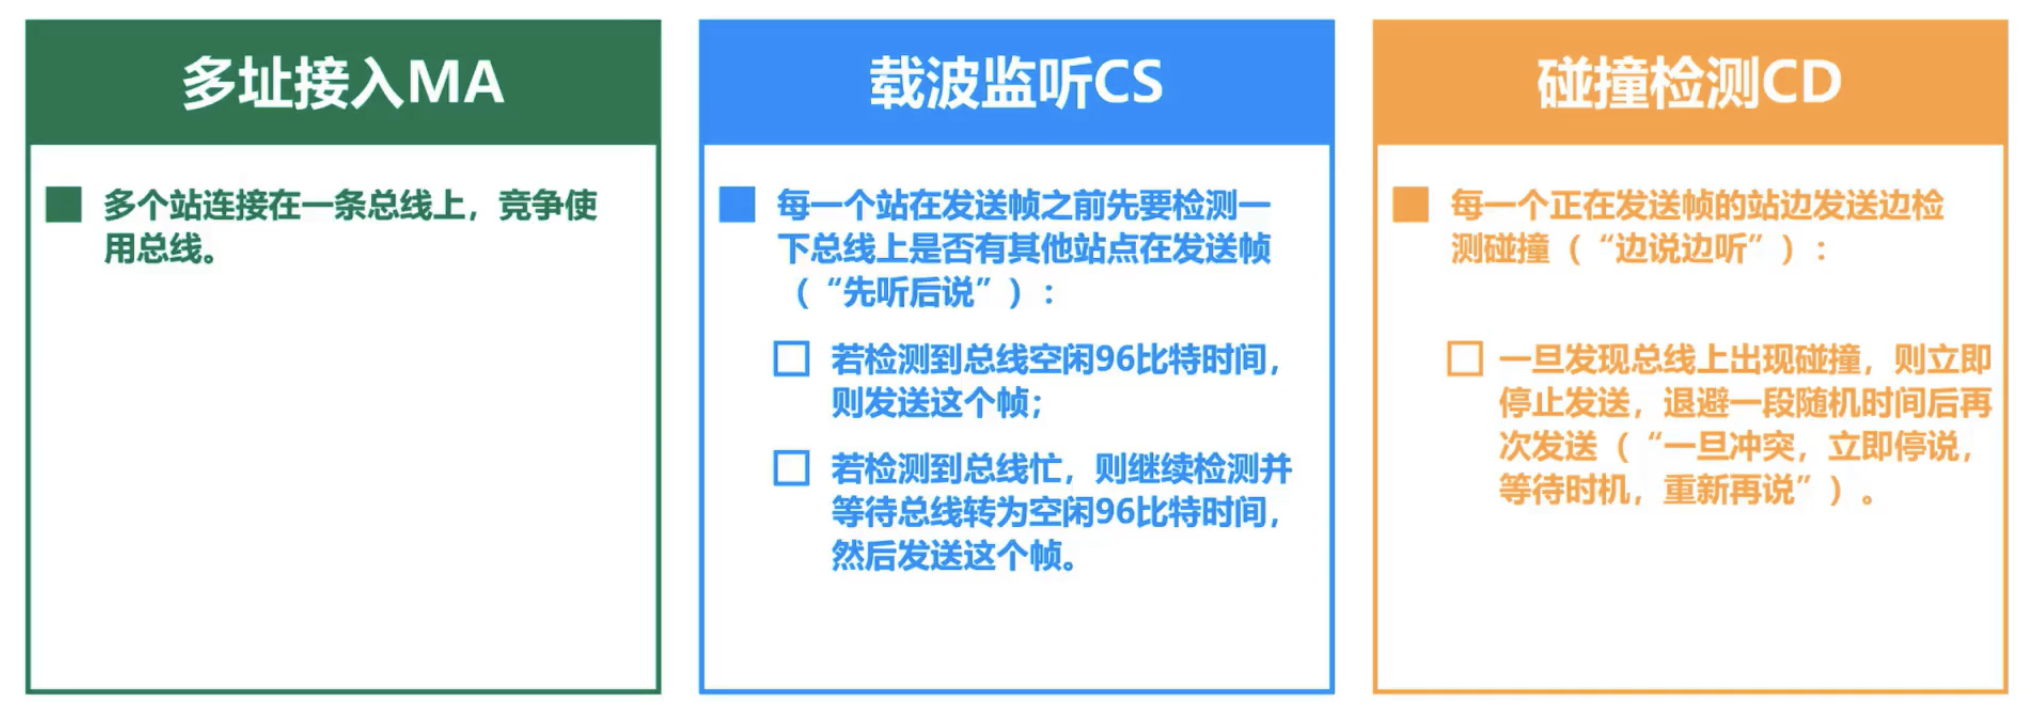 多址接入MA
多个站连接在一条总线上，竞争使
用总线。
载波监听CS
每一个站在发送帧之前先要检测一
下总线上是否有其他站点在发送帧
（“先听后说”）：
若检测到总线空闲96比特时间，
则发送这个帧；
若检测到总线忙，则继续检测并
等待总线转为空闲96比特时间，
然后发送这个帧。
碰撞检测CD
每一个正在发送帧的站边发送边检
测碰撞（“边说边听”）：
一旦发现总线上出现碰撞，则立即
停止发送，退避一段随机时间后再
次发送（“一旦冲突，立即停说，
等待时机，重新再说”）。